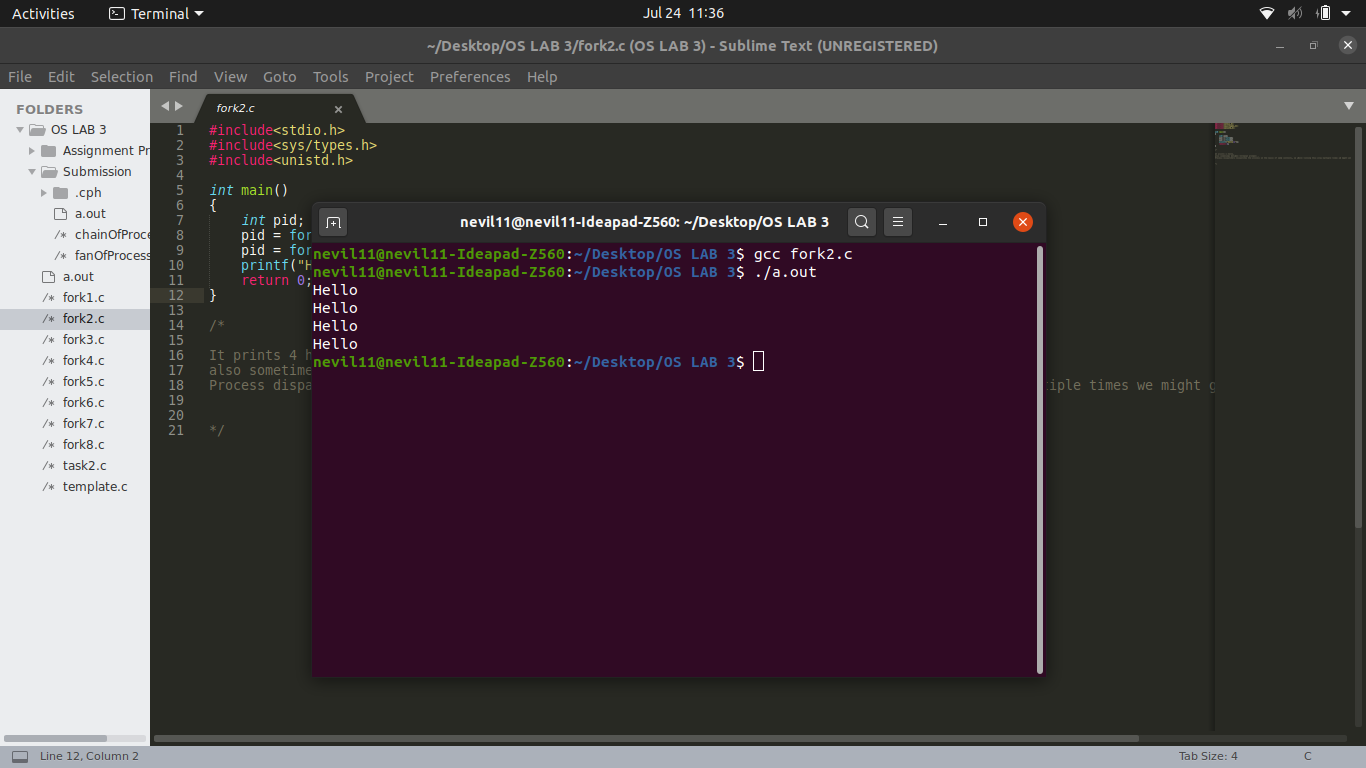 Activities
Terminal
Jul 24 11:36
~/Desktop/OS LAB 3/fork2.c (OS LAB 3) - Sublime Text (UNREGISTERED)
File Edit Selection Find View Goto Tools Project Preferences Help
FOLDERS
OS LAB 3
Assignment Pr
Submission
.cph
a.out
chainOfProce
fanOfProcess
a.out
fork1.c
fork2.c
fork3.c
fork4.c
fork5.c
fork6.c
fork7.c
fork8.c
task2.c
template.c
fork2.c
1 #include<stdio.h>
2 #include<sys/types.h>
3 #include<unistd.h>
4
5 int main()
6 {
7 int pid;
8 pid = for
9 pid = for
10 printf("H
11 return 0;
12 }
13
14 /*
15
16 It prints 4 h
17 also sometime
18 Process dispa
iple times we might g
19
20
21 */
nevil11@nevil11-Ideapad-Z560: ~/Desktop/OS LAB 3
nevil11@nevil11-Ideapad-Z560:~/Desktop/OS LAB 3$ gcc fork2.c
nevil11@nevil11-Ideapad-Z560:~/Desktop/OS LAB 3$ ./a.out
Hello
Hello
Hello
Hello
nevil11@nevil11-Ideapad-Z560:~/Desktop/OS LAB 3$
Line 12, Column 2
Tab Size: 4
C